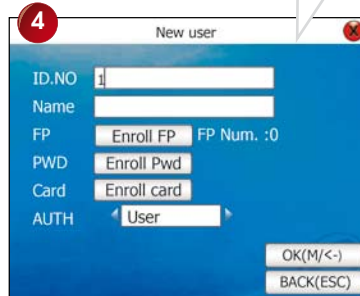 4
New user
X
ID.NO 1
Name
FP Enroll FP FP Num. :0
PWD Enroll Pwd
Card Enroll card
AUTH User
OK(M/<-)
BACK(ESC)